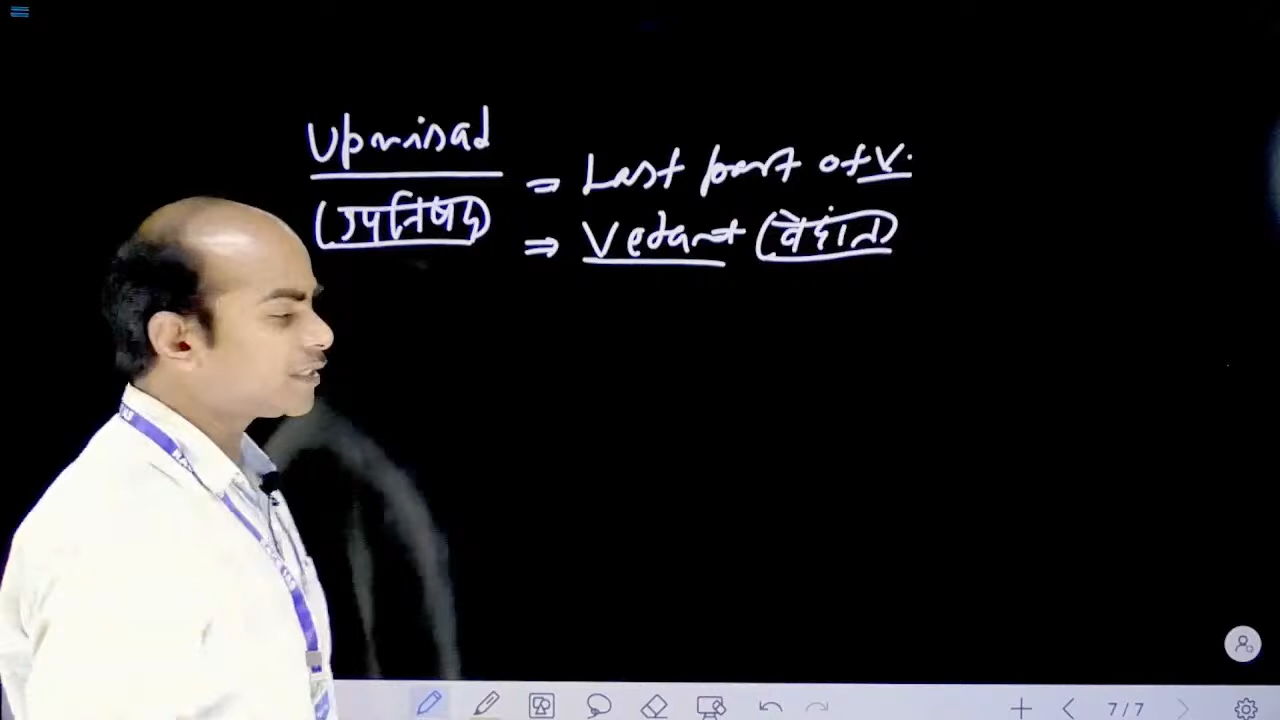 Upnisad
(उपनिषद)
= Last part of V.
⇒ Vedant (वेदांत)
7/7